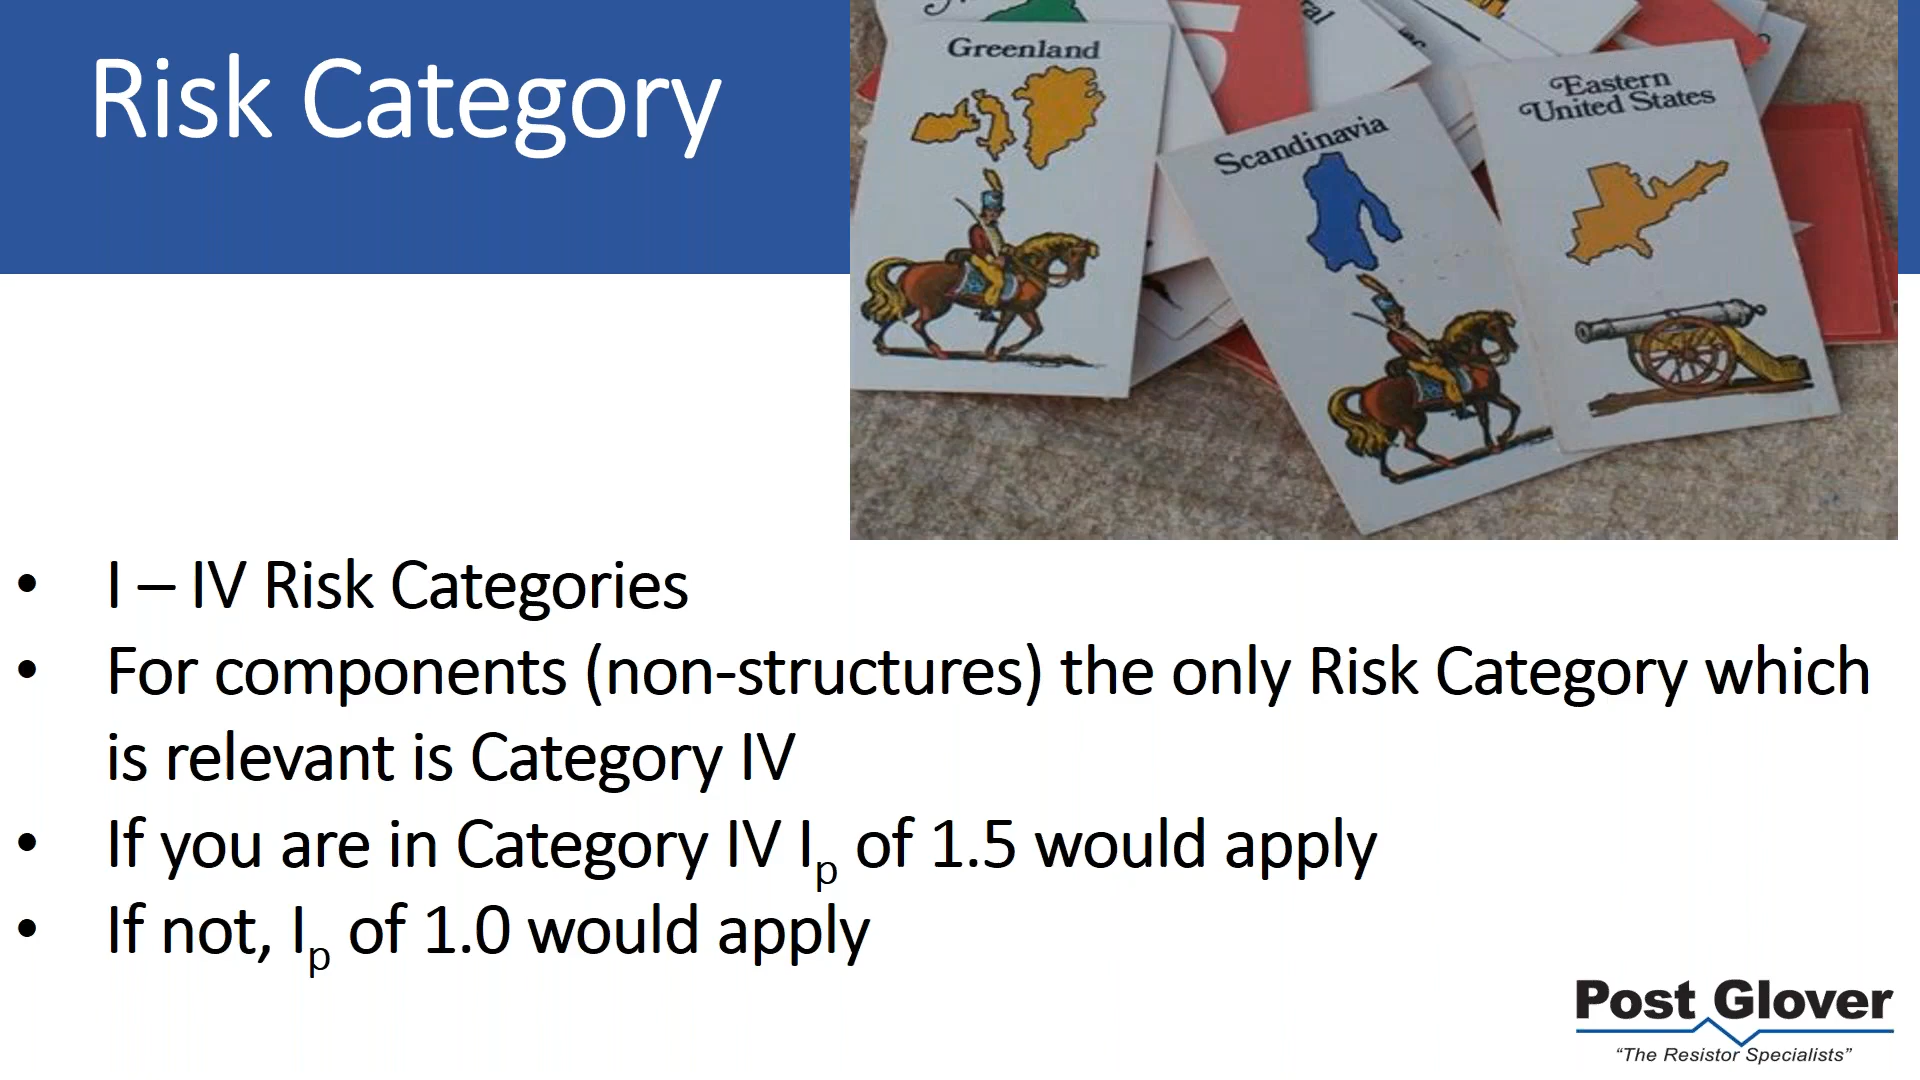 Risk Category
Greenland
Scandinavia
Eastern
United States
• I – IV Risk Categories
• For components (non-structures) the only Risk Category which
is relevant is Category IV
• If you are in Category IV Iₚ of 1.5 would apply
• If not, Iₚ of 1.0 would apply
Post Glover
“The Resistor Specialists”